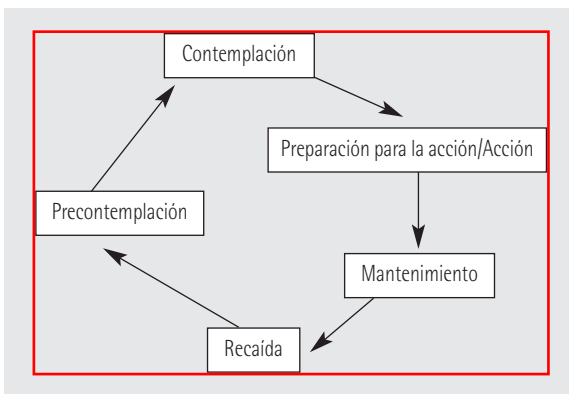 Contemplación
Preparación para la acción/Acción
Precontemplación
Mantenimiento
Recaída